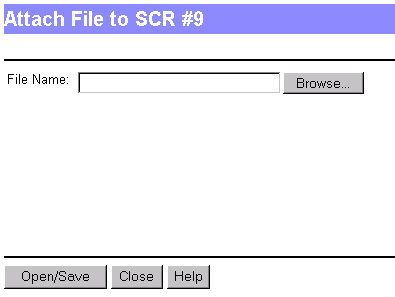 Attach File to SCR #9
File Name: Browse...
Open/Save Close Help